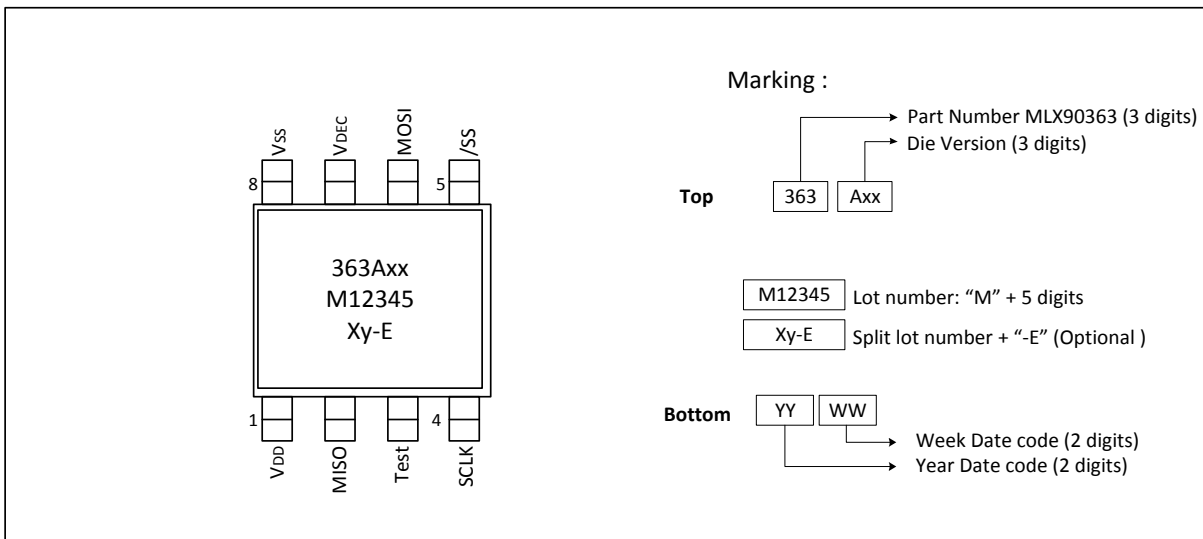 VSS
VDEC
MOSI
/SS
8
5
363Axx
M12345
Xy-E
1
4
VDD
MISO
Test
SCLK
Marking :
Part Number MLX90363 (3 digits)
Die Version (3 digits)
Top
363
Axx
M12345 Lot number: “M” + 5 digits
Xy-E Split lot number + “-E” (Optional )
Bottom
YY
WW
Week Date code (2 digits)
Year Date code (2 digits)